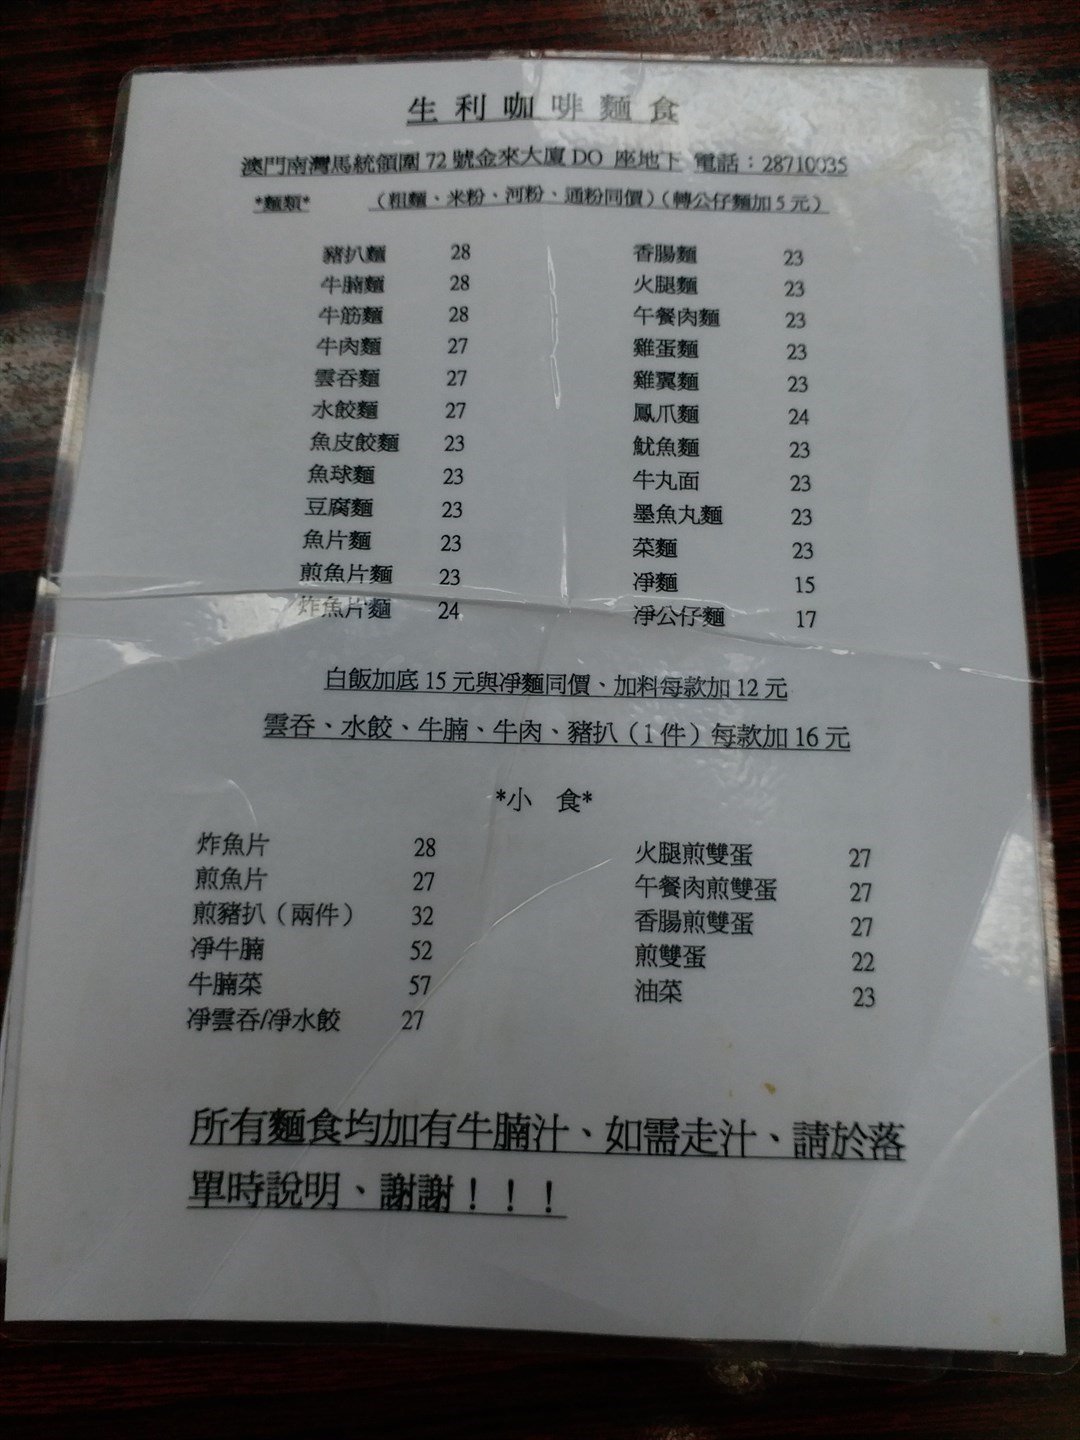 生利咖啡麵食
澳門南灣馬統領圍72號金來大廈DO 座地下 電話：28710035
*麵類* （粗麵、米粉、河粉、通粉同價）（轉公仔麵加5元）
豬扒麵 28 香腸麵 23
牛腩麵 28 火腿麵 23
牛筋麵 28 午餐肉麵 23
牛肉麵 27 雞蛋麵 23
雲吞麵 27 雞翼麵 23
水餃麵 27 鳳爪麵 24
魚皮餃麵 23 魷魚麵 23
魚球麵 23 牛丸面 23
豆腐麵 23 墨魚丸麵 23
魚片麵 23 菜麵 23
煎魚片麵 23 凈麵 15
炸魚片麵 24 凈公仔麵 17
白飯加底15元與凈麵同價、加料每款加12元
雲吞、水餃、牛腩、牛肉、豬扒（1件）每款加16元
*小 食*
炸魚片 28 火腿煎雙蛋 27
煎魚片 27 午餐肉煎雙蛋 27
煎豬扒（兩件） 32 香腸煎雙蛋 27
凈牛腩 52 煎雙蛋 22
牛腩菜 57 油菜 23
凈雲吞/凈水餃 27
所有麵食均加有牛腩汁、如需走汁、請於落
單時說明、謝謝！！！